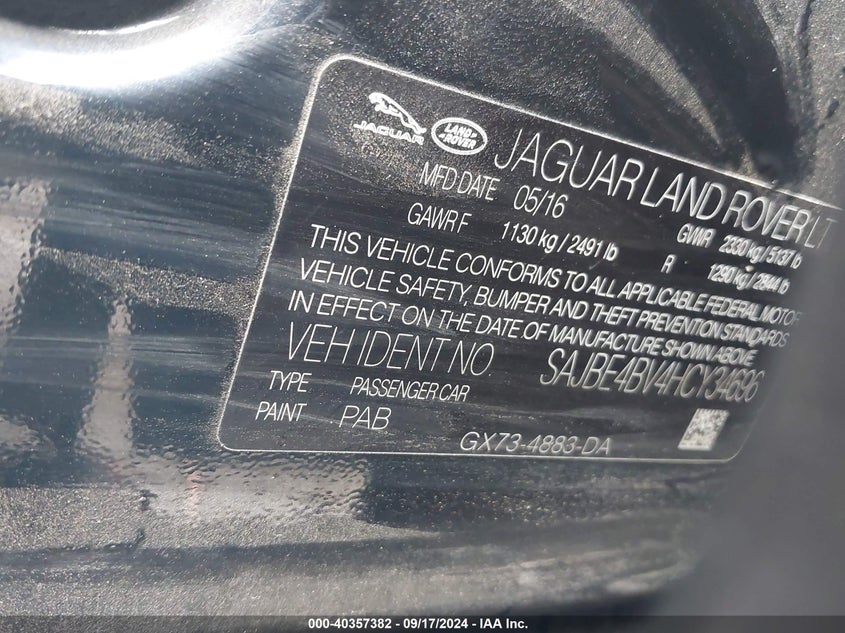 JAGUAR
LAND ROVER
JAGUAR LAND ROVER LT
MFD DATE 05/16 GVWR 2330 kg / 5137 lb
GAWR F 1130 kg / 2491 lb R 1290 kg / 2844 lb
THIS VEHICLE CONFORMS TO ALL APPLICABLE FEDERAL MOTOR
VEHICLE SAFETY, BUMPER AND THEFT PREVENTION STANDARDS
IN EFFECT ON THE DATE OF MANUFACTURE SHOWN ABOVE
VEH IDENT NO. SAJBE4BV4HCY34696
TYPE PASSENGER CAR
PAINT PAB
GX73-4883-DA
000-40357382 - 09/17/2024 - IAA Inc.